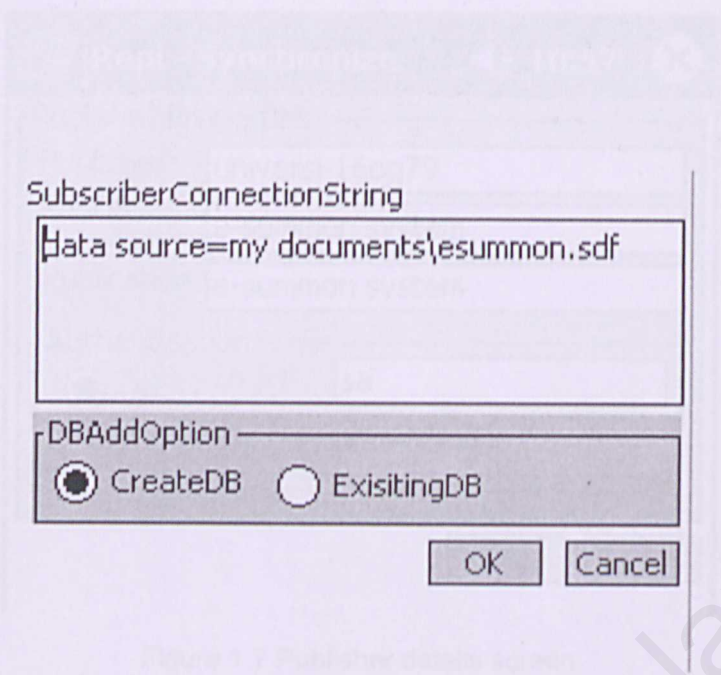 SubscriberConnectionString
data source=my documents\esummon.sdf
DBAddOption
CreateDB ExisitingDB
OK Cancel